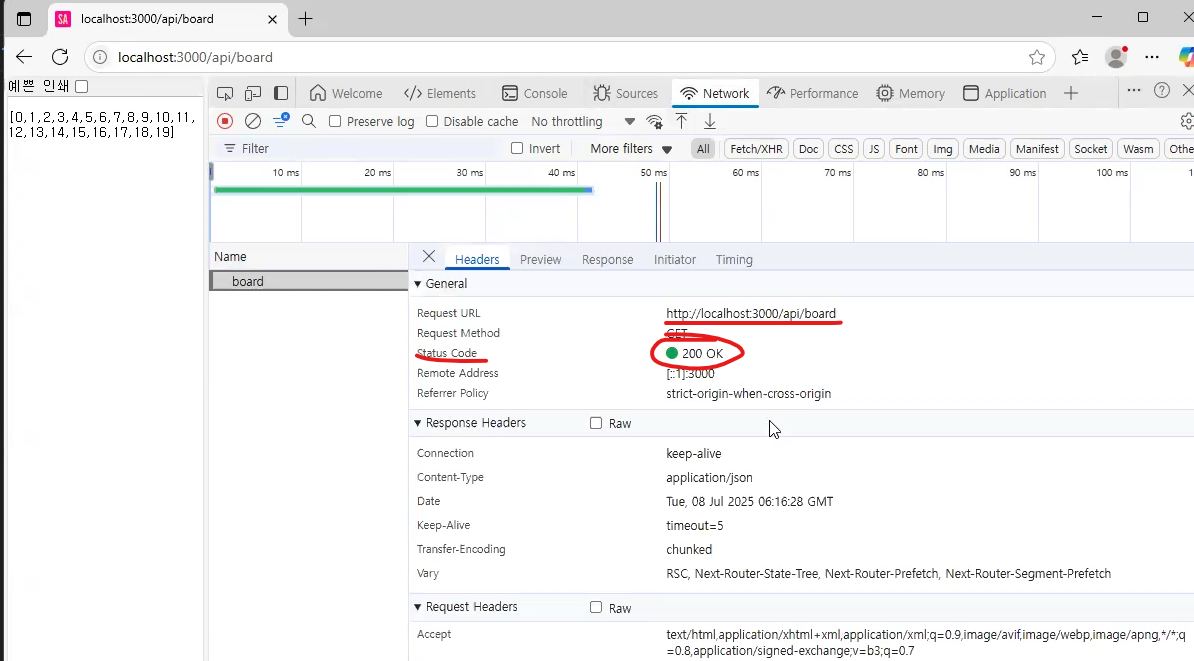 SA localhost:3000/api/board
localhost:3000/api/board
예쁜 인쇄
[0,1,2,3,4,5,6,7,8,9,10,11,
12,13,14,15,16,17,18,19]
Welcome Elements Console Sources Network Performance Memory Application
Preserve log Disable cache No throttling
Filter Invert More filters All Fetch/XHR Doc CSS JS Font Img Media Manifest Socket Wasm Othe
10 ms 20 ms 30 ms 40 ms 50 ms 60 ms 70 ms 80 ms 90 ms 100 ms 1
Name
board
Headers Preview Response Initiator Timing
General
Request URL http://localhost:3000/api/board
Request Method GET
Status Code 200 OK
Remote Address [::1]:3000
Referrer Policy strict-origin-when-cross-origin
Response Headers Raw
Connection keep-alive
Content-Type application/json
Date Tue, 08 Jul 2025 06:16:28 GMT
Keep-Alive timeout=5
Transfer-Encoding chunked
Vary RSC, Next-Router-State-Tree, Next-Router-Prefetch, Next-Router-Segment-Prefetch
Request Headers Raw
Accept text/html,application/xhtml+xml,application/xml;q=0.9,image/avif,image/webp,image/apng,*/*;q
=0.8,application/signed-exchange;v=b3;q=0.7